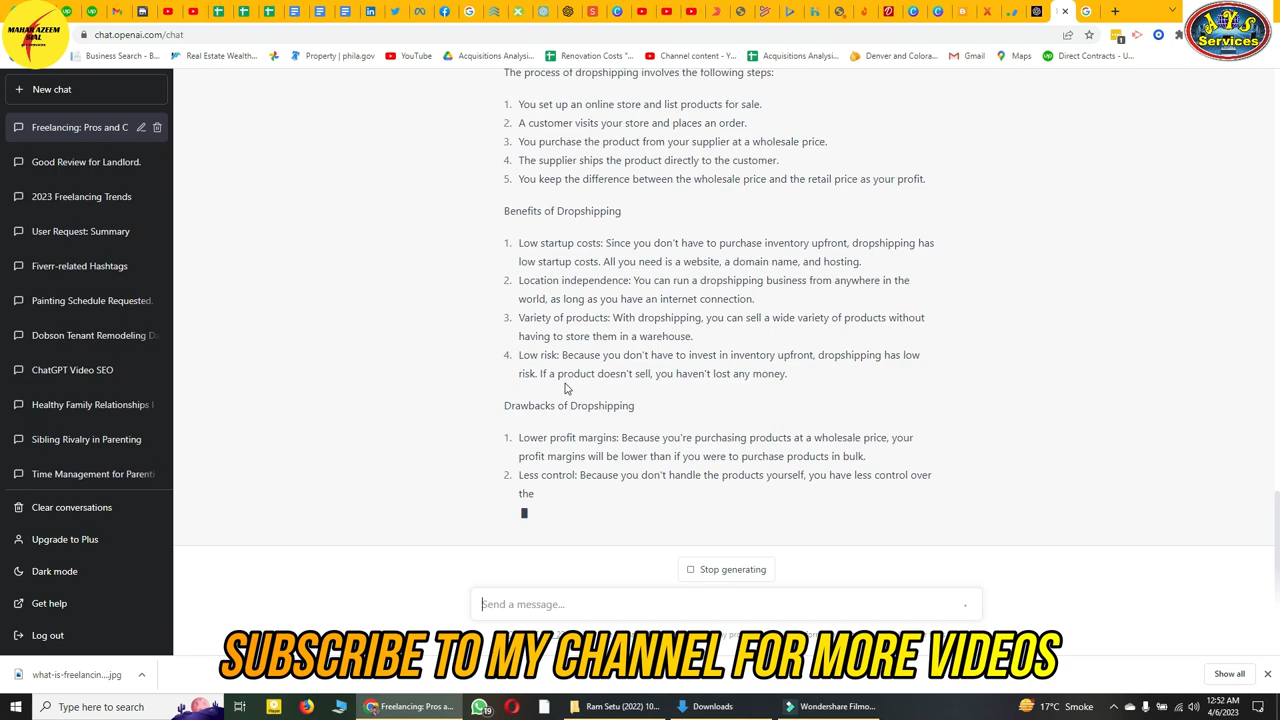 MAHAR AZEEM
SIAL
AYS
Services
chat.openai.com/chat
Business Search - B...
Real Estate Wealth...
Property | phila.gov
YouTube
Acquisitions Analysi...
Renovation Costs "...
Channel content - Y...
Acquisitions Analysi...
Denver and Colora...
Gmail
Maps
Direct Contracts - U...
New chat
Freelancing: Pros and C
Good Review for Landlord.
2023 Freelancing Trends
User Request: Summary
Fiverr-related Hashtags
Painting Schedule Requested.
Dobson Tenant Remodeling Da
ChatGPT Video SEO
Healthy Family Relationships I
Sibling Rivalry in Parenting
Time Management for Parenti
Clear conversations
Upgrade to Plus
Dark mode
Get help
Log out
The process of dropshipping involves the following steps:
1. You set up an online store and list products for sale.
2. A customer visits your store and places an order.
3. You purchase the product from your supplier at a wholesale price.
4. The supplier ships the product directly to the customer.
5. You keep the difference between the wholesale price and the retail price as your profit.
Benefits of Dropshipping
1. Low startup costs: Since you don't have to purchase inventory upfront, dropshipping has
low startup costs. All you need is a website, a domain name, and hosting.
2. Location independence: You can run a dropshipping business from anywhere in the
world, as long as you have an internet connection.
3. Variety of products: With dropshipping, you can sell a wide variety of products without
having to store them in a warehouse.
4. Low risk: Because you don't have to invest in inventory upfront, dropshipping has low
risk. If a product doesn't sell, you haven't lost any money.
Drawbacks of Dropshipping
1. Lower profit margins: Because you're purchasing products at a wholesale price, your
profit margins will be lower than if you were to purchase products in bulk.
2. Less control: Because you don't handle the products yourself, you have less control over
the
Stop generating
Send a message...
SUBSCRIBE TO MY CHANNEL FOR MORE VIDEOS
what-is-freelancin....jpg
Show all
Type here to search
Freelancing: Pros a...
19
Ram Setu (2022) 10...
Downloads
Wondershare Filmo...
17°C Smoke
12:52 AM
4/6/2023